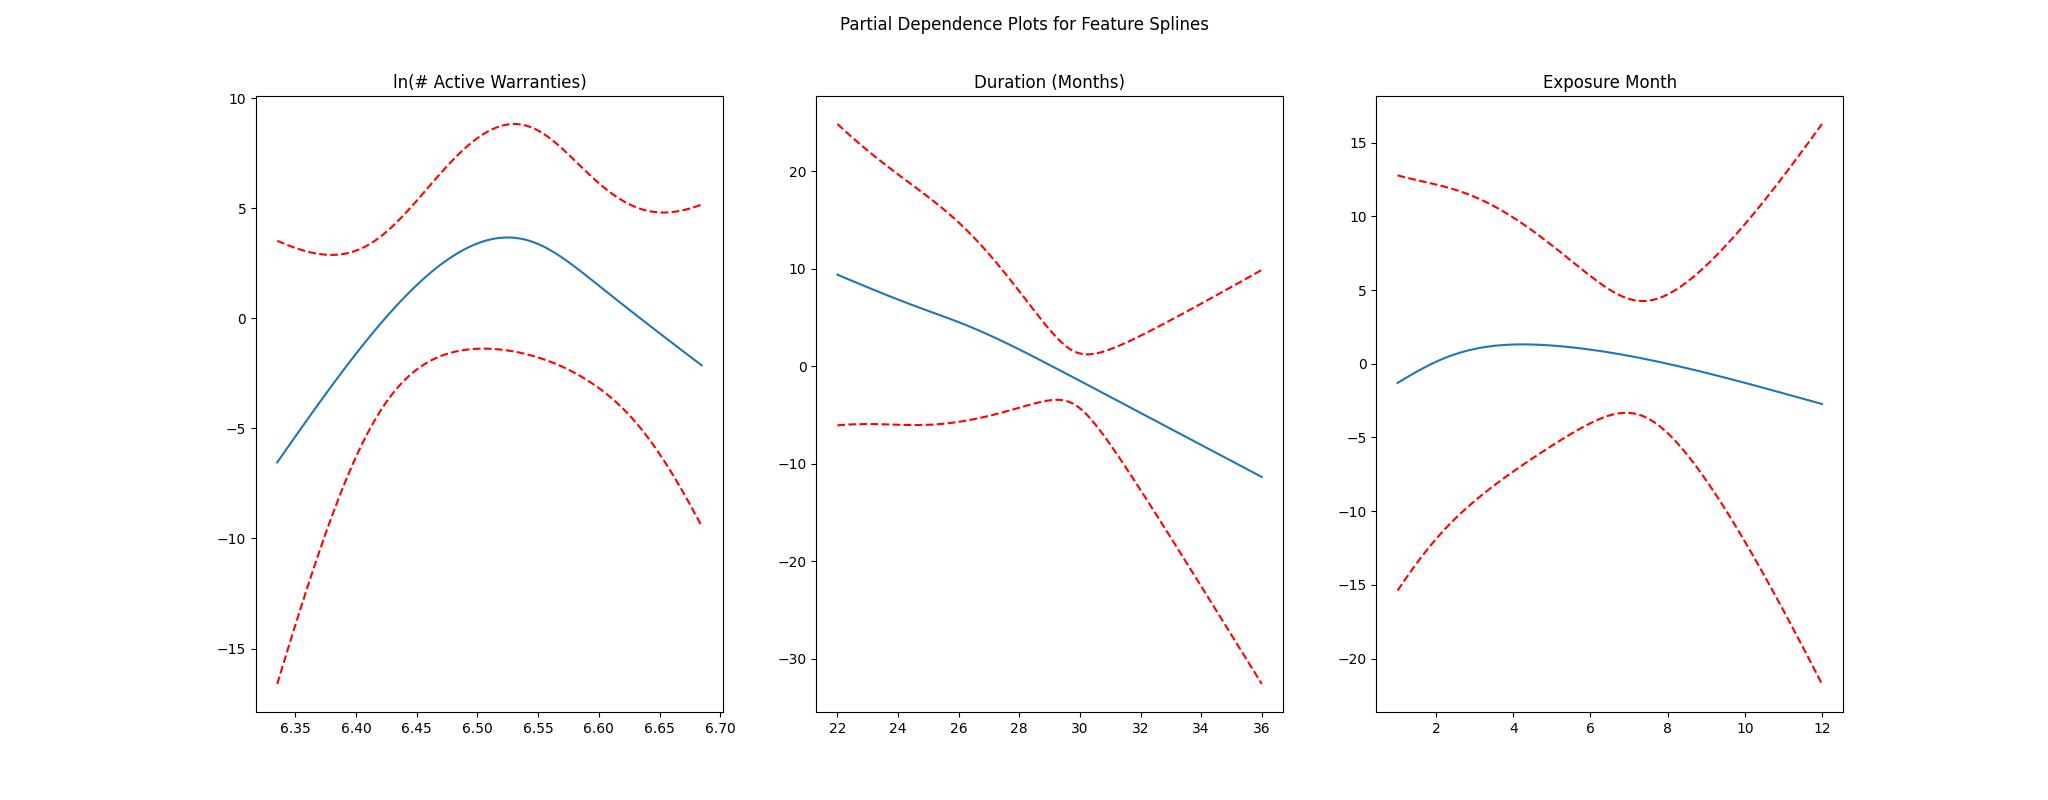 Partial Dependence Plots for Feature Splines
ln(# Active Warranties)
10
5
0
−5
−10
−15
6.35 6.40 6.45 6.50 6.55 6.60 6.65 6.70
Duration (Months)
20
10
0
−10
−20
−30
22 24 26 28 30 32 34 36
Exposure Month
15
10
5
0
−5
−10
−15
−20
2 4 6 8 10 12